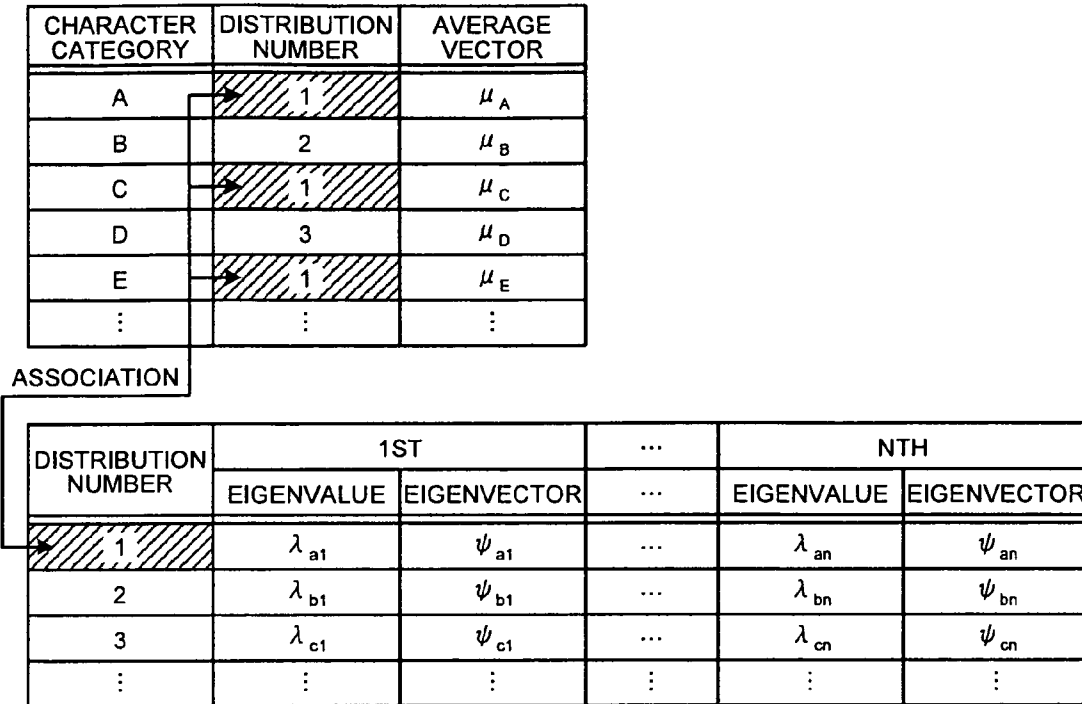 CHARACTER CATEGORY DISTRIBUTION NUMBER AVERAGE VECTOR
A 1 μA
B 2 μB
C 1 μC
D 3 μD
E 1 μE
⋮ ⋮ ⋮
ASSOCIATION
DISTRIBUTION NUMBER 1ST … NTH
EIGENVALUE EIGENVECTOR … EIGENVALUE EIGENVECTOR
1 λa1 ψa1 … λan ψan
2 λb1 ψb1 … λbn ψbn
3 λc1 ψc1 … λcn ψcn
⋮ ⋮ ⋮ ⋮ ⋮ ⋮